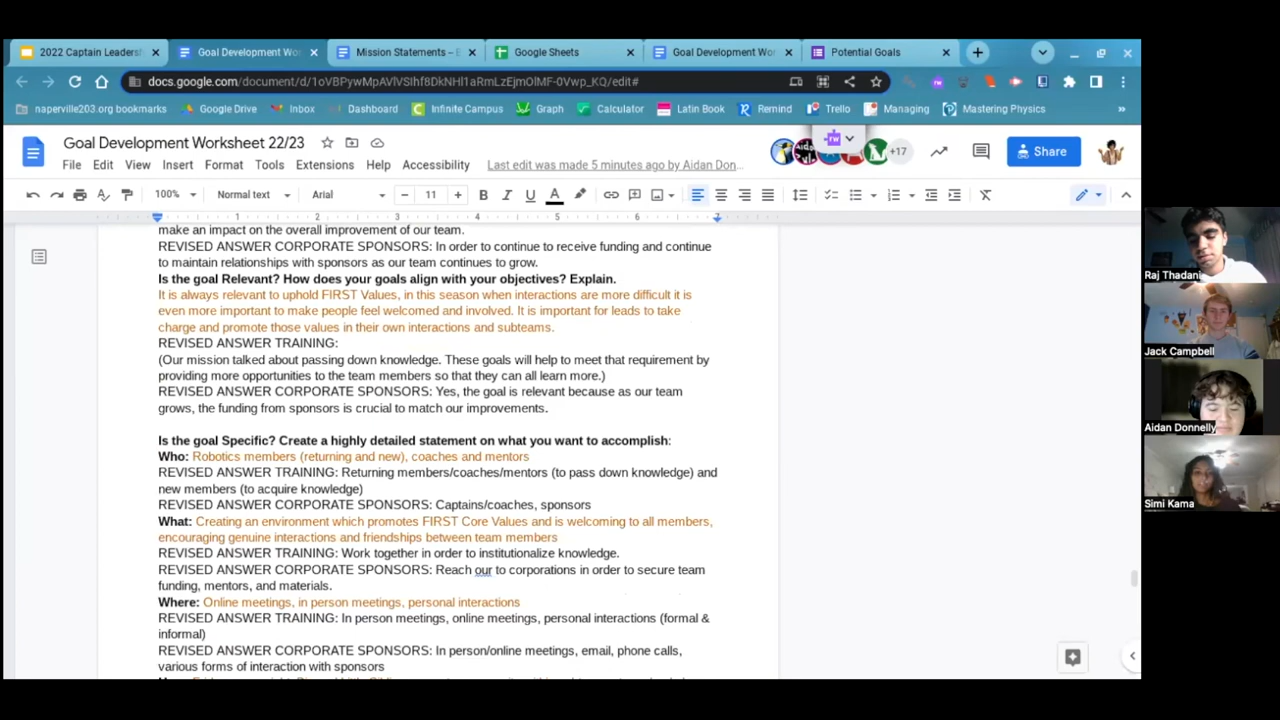 2022 Captain Leadersh
Goal Development Wor
Mission Statements – E
Google Sheets
Goal Development Wor
Potential Goals
docs.google.com/document/d/1oVBPywMpAVlVSIhf8DkNHl1aRmLzEjmOlMF-0Vwp_KQ/edit#
naperville203.org bookmarks
Google Drive
Inbox
Dashboard
Infinite Campus
Graph
Calculator
Latin Book
Remind
Trello
Managing
Mastering Physics
Goal Development Worksheet 22/23
+17
Share
File Edit View Insert Format Tools Extensions Help Accessibility
Last edit was made 5 minutes ago by Aidan Don...
100%
Normal text
Arial
11
1 2 3 4 5 6 7
make an impact on the overall improvement of our team.
REVISED ANSWER CORPORATE SPONSORS: In order to continue to receive funding and continue
to maintain relationships with sponsors as our team continues to grow.
Is the goal Relevant? How does your goals align with your objectives? Explain.
It is always relevant to uphold FIRST Values, in this season when interactions are more difficult it is
even more important to make people feel welcomed and involved. It is important for leads to take
charge and promote those values in their own interactions and subteams.
REVISED ANSWER TRAINING:
(Our mission talked about passing down knowledge. These goals will help to meet that requirement by
providing more opportunities to the team members so that they can all learn more.)
REVISED ANSWER CORPORATE SPONSORS: Yes, the goal is relevant because as our team
grows, the funding from sponsors is crucial to match our improvements.
Is the goal Specific? Create a highly detailed statement on what you want to accomplish:
Who: Robotics members (returning and new), coaches and mentors
REVISED ANSWER TRAINING: Returning members/coaches/mentors (to pass down knowledge) and
new members (to acquire knowledge)
REVISED ANSWER CORPORATE SPONSORS: Captains/coaches, sponsors
What: Creating an environment which promotes FIRST Core Values and is welcoming to all members,
encouraging genuine interactions and friendships between team members
REVISED ANSWER TRAINING: Work together in order to institutionalize knowledge.
REVISED ANSWER CORPORATE SPONSORS: Reach our to corporations in order to secure team
funding, mentors, and materials.
Where: Online meetings, in person meetings, personal interactions
REVISED ANSWER TRAINING: In person meetings, online meetings, personal interactions (formal &
informal)
REVISED ANSWER CORPORATE SPONSORS: In person/online meetings, email, phone calls,
various forms of interaction with sponsors
Raj Thadani
Jack Campbell
Aidan Donnelly
Simi Kama